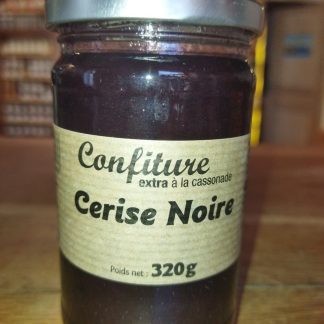 Confiture
extra à la cassonade
Cerise Noire
Poids net : 320g